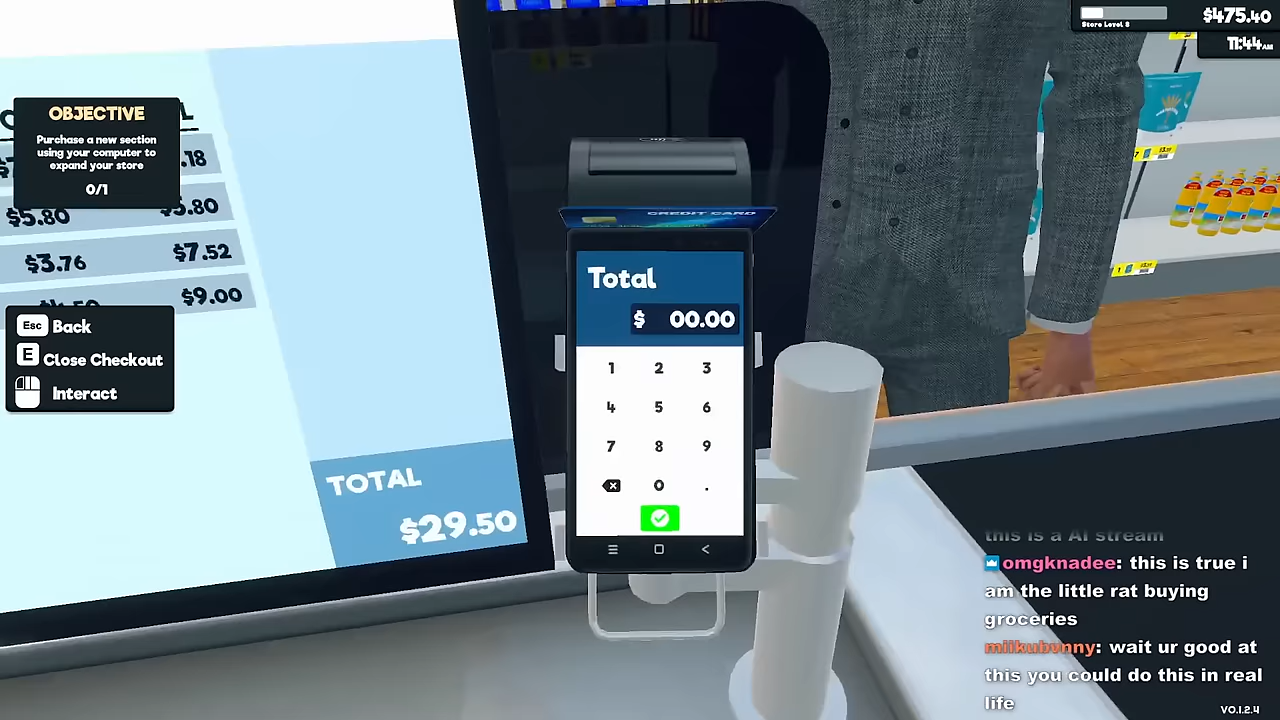 $475.40
Store Level 8
11:44AM
OBJECTIVE
Purchase a new section
using your computer to
expand your store
0/1
.18
$5.80
$5.80
$3.76
$7.52
$9.00
Esc Back
E Close Checkout
Interact
TOTAL
$29.50
CREDIT CARD
Total
$ 00.00
1 2 3
4 5 6
7 8 9
0 .
this is a AI stream
omgknadee: this is true i
am the little rat buying
groceries
miikubunny: wait ur good at
this you could do this in real
life
V0.1.2.4